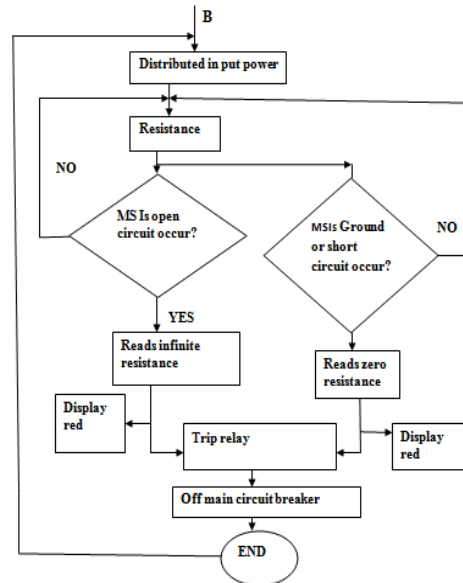 B
Distributed in put power
Resistance
NO
MS Is open
circuit occur?
MSIs Ground
or short
circuit occur?
NO
YES
Reads infinite
resistance
Reads zero
resistance
Display
red
Trip relay
Display
red
Off main circuit breaker
END